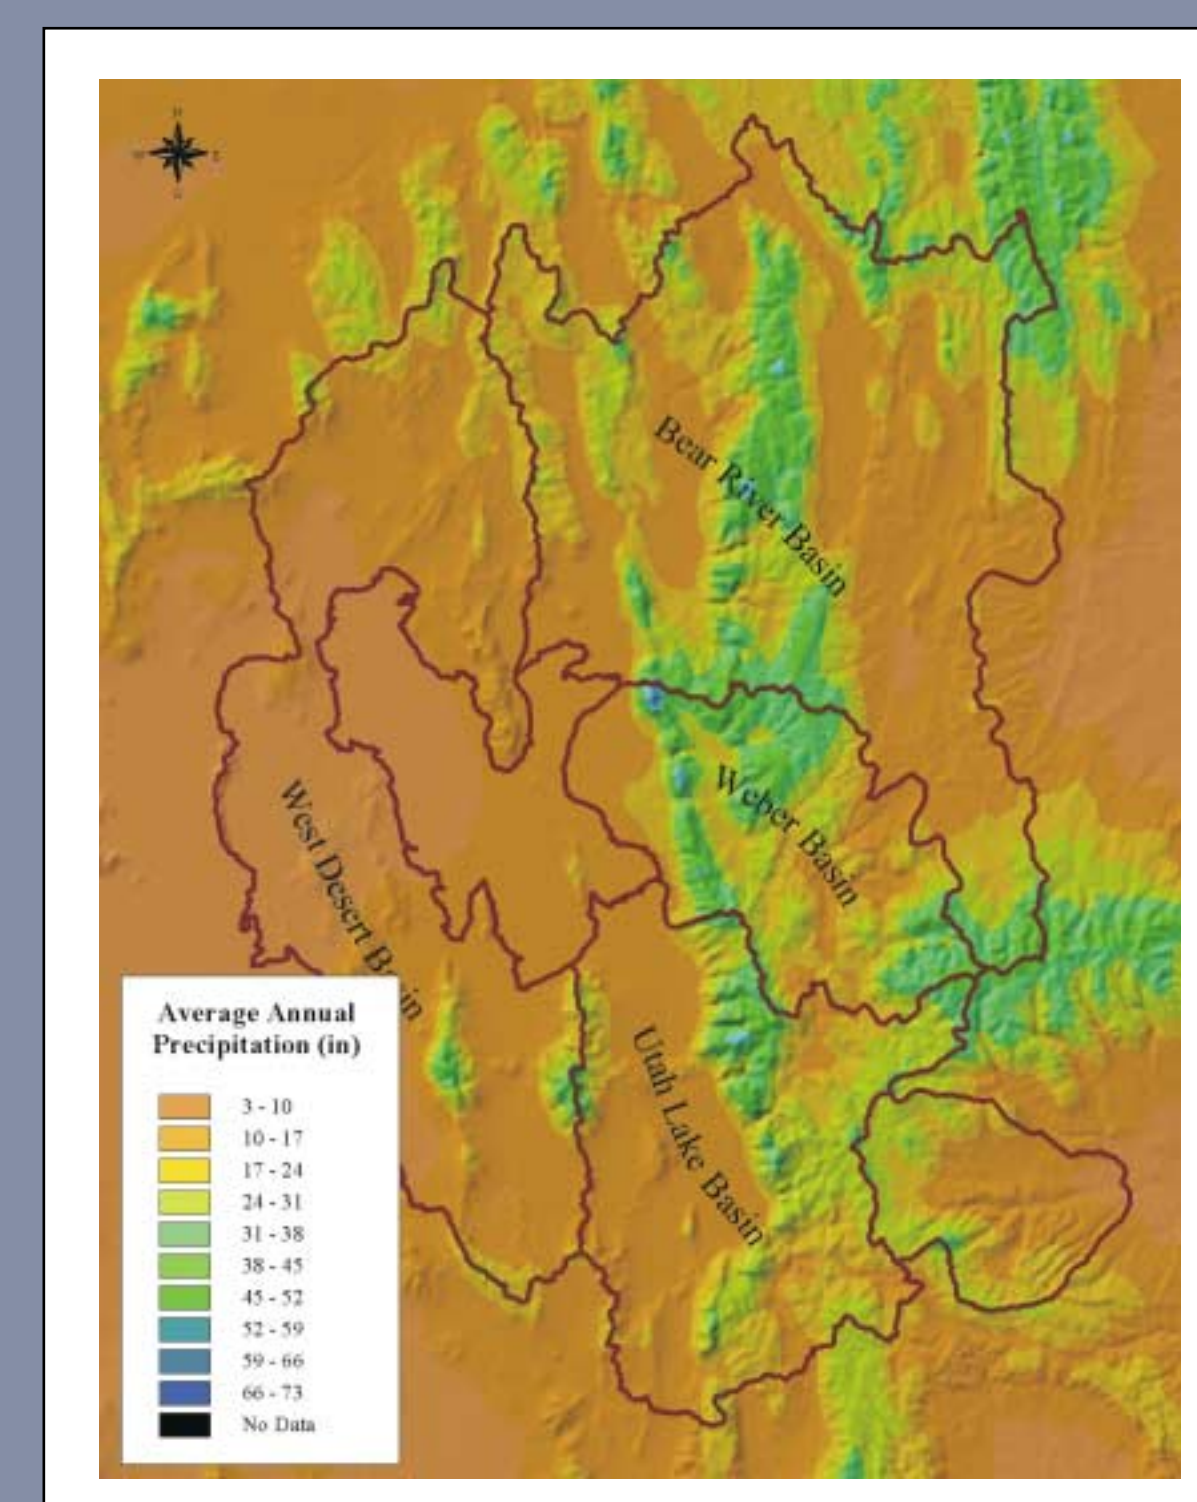 N
W E
S
Bear River Basin
Weber Basin
West Desert B
in
Utah Lake Basin
Average Annual
Precipitation (in)
3 - 10
10 - 17
17 - 24
24 - 31
31 - 38
38 - 45
45 - 52
52 - 59
59 - 66
66 - 73
No Data